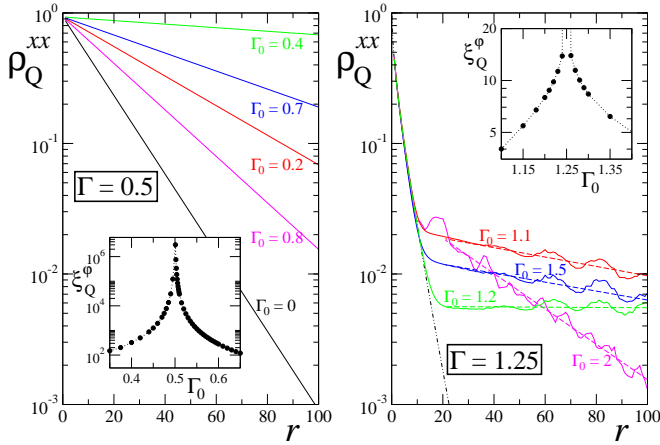 10^0
xx
ρ_Q
10^-1
10^-2
10^-3
0 20 40 60 80 100
r
Γ_0 = 0.4
Γ_0 = 0.7
Γ_0 = 0.2
Γ_0 = 0.8
Γ_0 = 0
Γ = 0.5
ξ_Q^φ
10^6
10^4
10^2
0.4 0.5 0.6
Γ_0
10^0
xx
ρ_Q
10^-1
10^-2
10^-3
0 20 40 60 80 100
r
Γ_0 = 1.1
Γ_0 = 1.5
Γ_0 = 1.2
Γ_0 = 2
Γ = 1.25
ξ_Q^φ
20
10
5
1.15 1.25 1.35
Γ_0